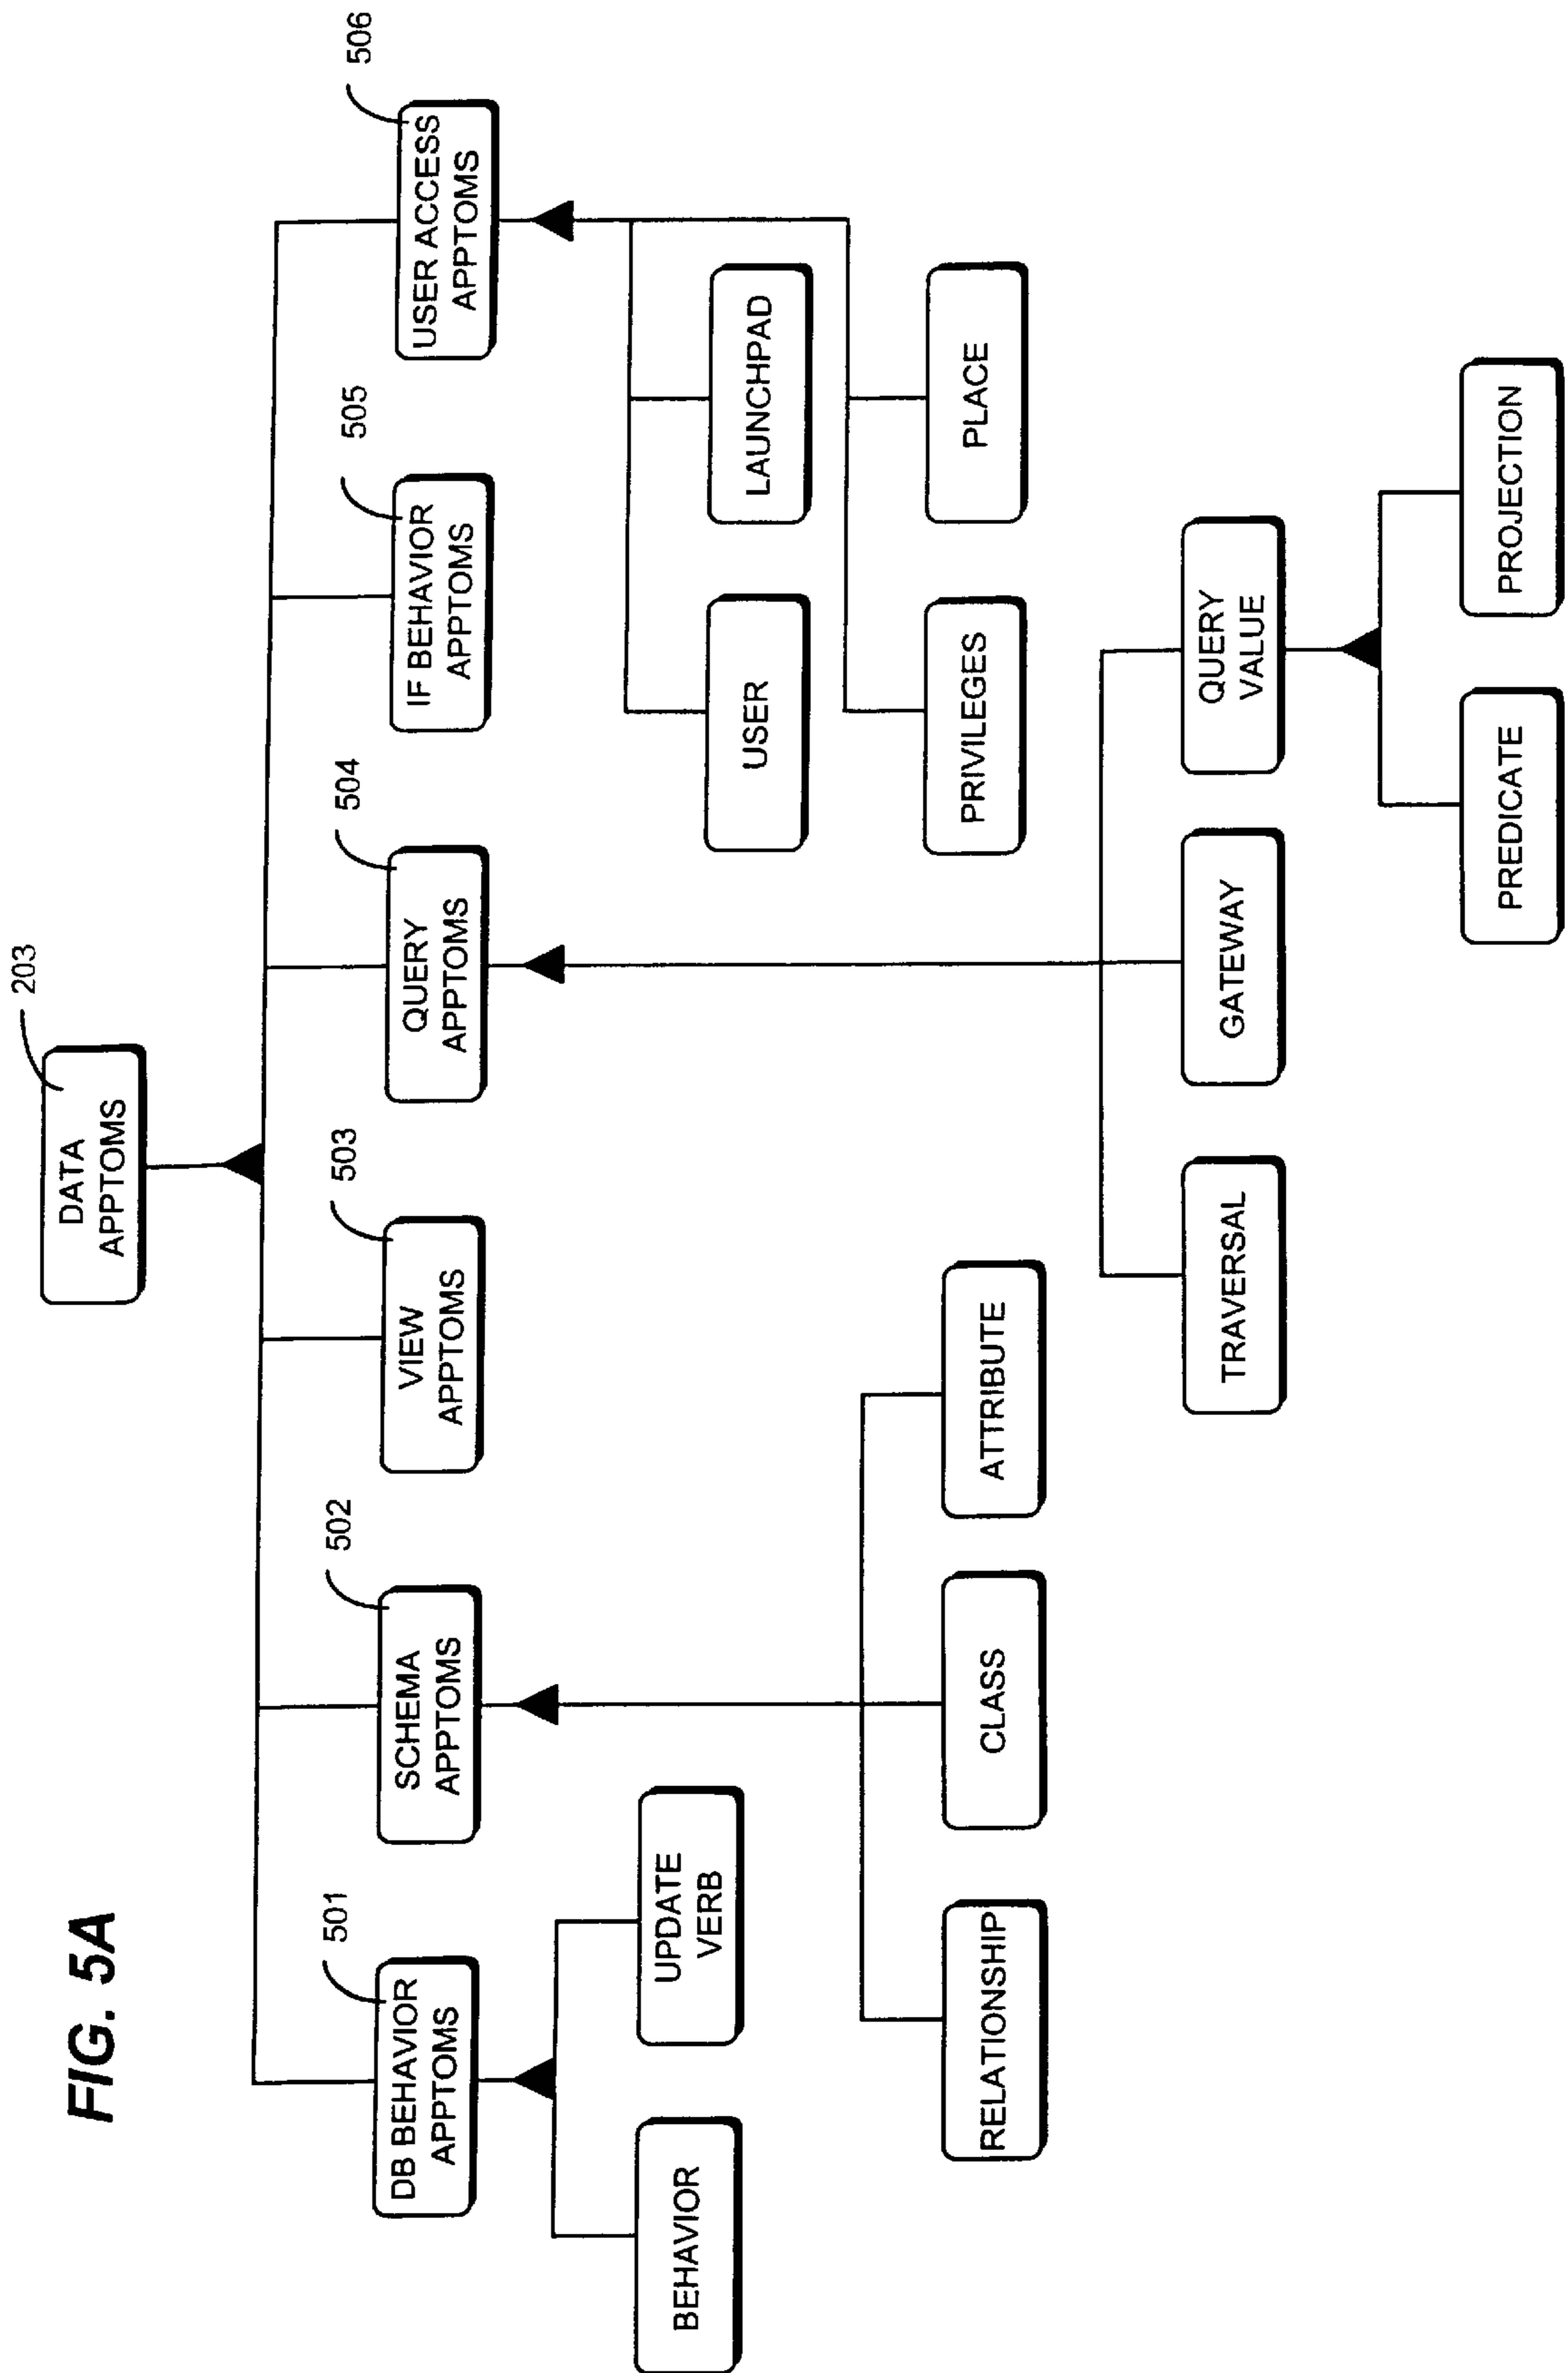 FIG. 5A
203
DATA
APPTOMS
501
DB BEHAVIOR
APPTOMS
502
SCHEMA
APPTOMS
503
VIEW
APPTOMS
504
QUERY
APPTOMS
505
IF BEHAVIOR
APPTOMS
506
USER ACCESS
APPTOMS
BEHAVIOR
UPDATE
VERB
USER
LAUNCHPAD
RELATIONSHIP
CLASS
ATTRIBUTE
PRIVILEGES
PLACE
TRAVERSAL
GATEWAY
QUERY
VALUE
PREDICATE
PROJECTION